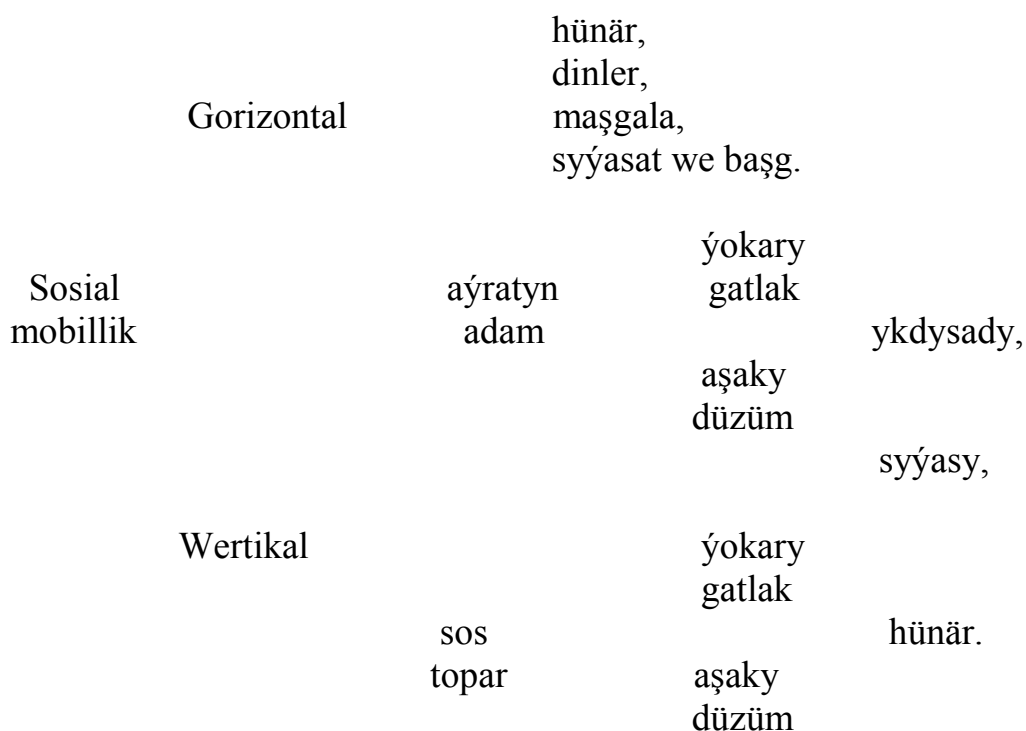 hünär,
dinler,
Gorizontal maşgala,
syýasat we başg.
ýokary
Sosial aýratyn gatlak
mobillik adam ykdysady,
aşaky
düzüm
syýasy,
Wertikal ýokary
gatlak
sos hünär.
topar aşaky
düzüm